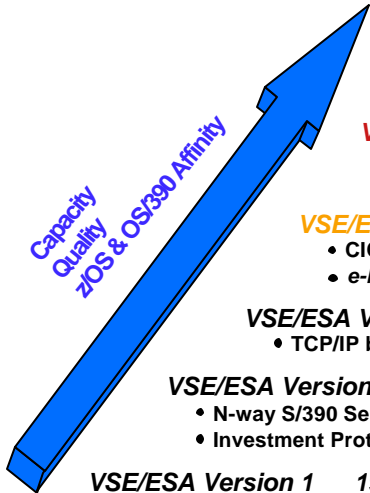 Capacity
Quality
z/OS & OS/390 Affinity
VSE/E
• CIC
• e-
VSE/ESA V
• TCP/IP b
VSE/ESA Version
• N-way S/390 Se
• Investment Prot
VSE/ESA Version 1 1